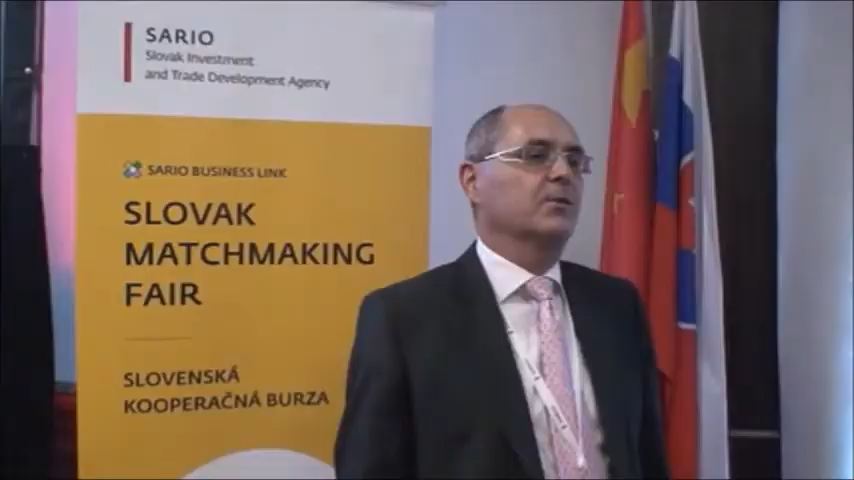 SARIO
Slovak Investment
and Trade Development Agency
SARIO BUSINESS LINK
SLOVAK
MATCHMAKING
FAIR
SLOVENSKÁ
KOOPERAČNÁ BURZA